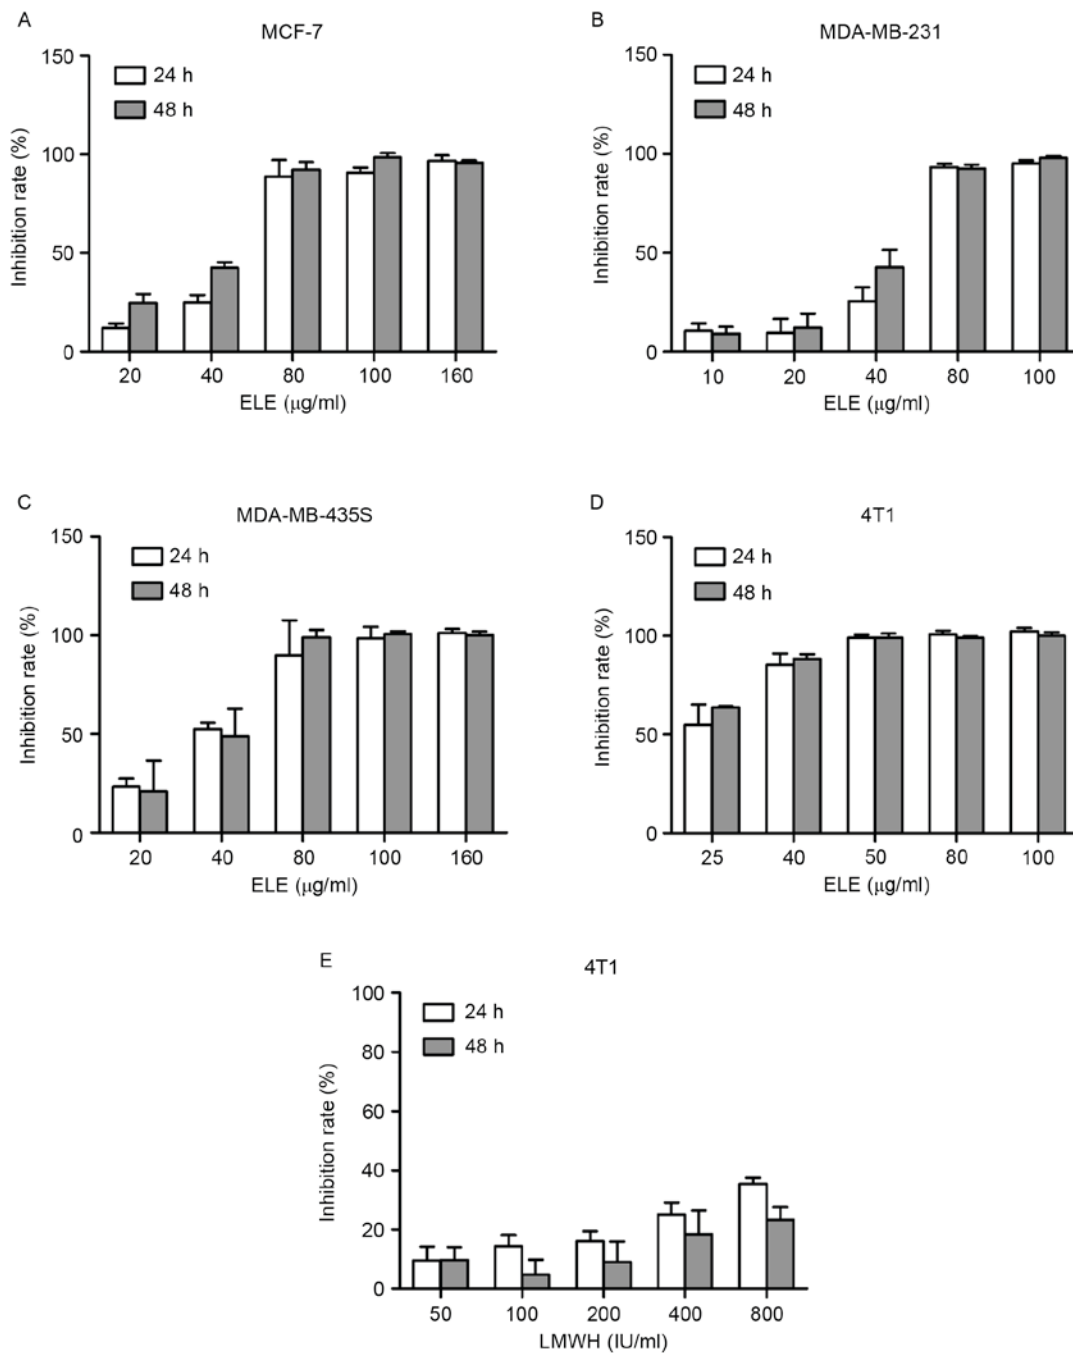 A
MCF-7
150
100
50
0
Inhibition rate (%)
24 h
48 h
20 40 80 100 160
ELE (μg/ml)
B
MDA-MB-231
150
100
50
0
Inhibition rate (%)
24 h
48 h
10 20 40 80 100
ELE (μg/ml)
C
MDA-MB-435S
150
100
50
0
Inhibition rate (%)
24 h
48 h
20 40 80 100 160
ELE (μg/ml)
D
4T1
150
100
50
0
Inhibition rate (%)
24 h
48 h
25 40 50 80 100
ELE (μg/ml)
E
4T1
100
80
60
40
20
0
Inhibition rate (%)
24 h
48 h
50 100 200 400 800
LMWH (IU/ml)